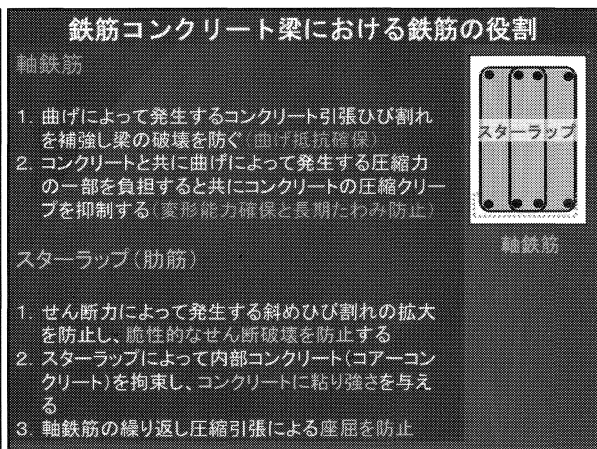 鉄筋コンクリート梁における鉄筋の役割
軸鉄筋
1. 曲げによって発生するコンクリート引張ひび割れ
を補強し梁の破壊を防ぐ(曲げ抵抗確保)
2. コンクリートと共に曲げによって発生する圧縮力
の一部を負担すると共にコンクリートの圧縮クリー
プを抑制する(変形能力確保と長期たわみ防止)
スターラップ(肋筋)
1. せん断力によって発生する斜めひび割れの拡大
を防止し、脆性的なせん断破壊を防止する
2. スターラップによって内部コンクリート(コアーコン
クリート)を拘束し、コンクリートに粘り強さを与え
る
3. 軸鉄筋の繰り返し圧縮引張による座屈を防止
スターラップ
軸鉄筋